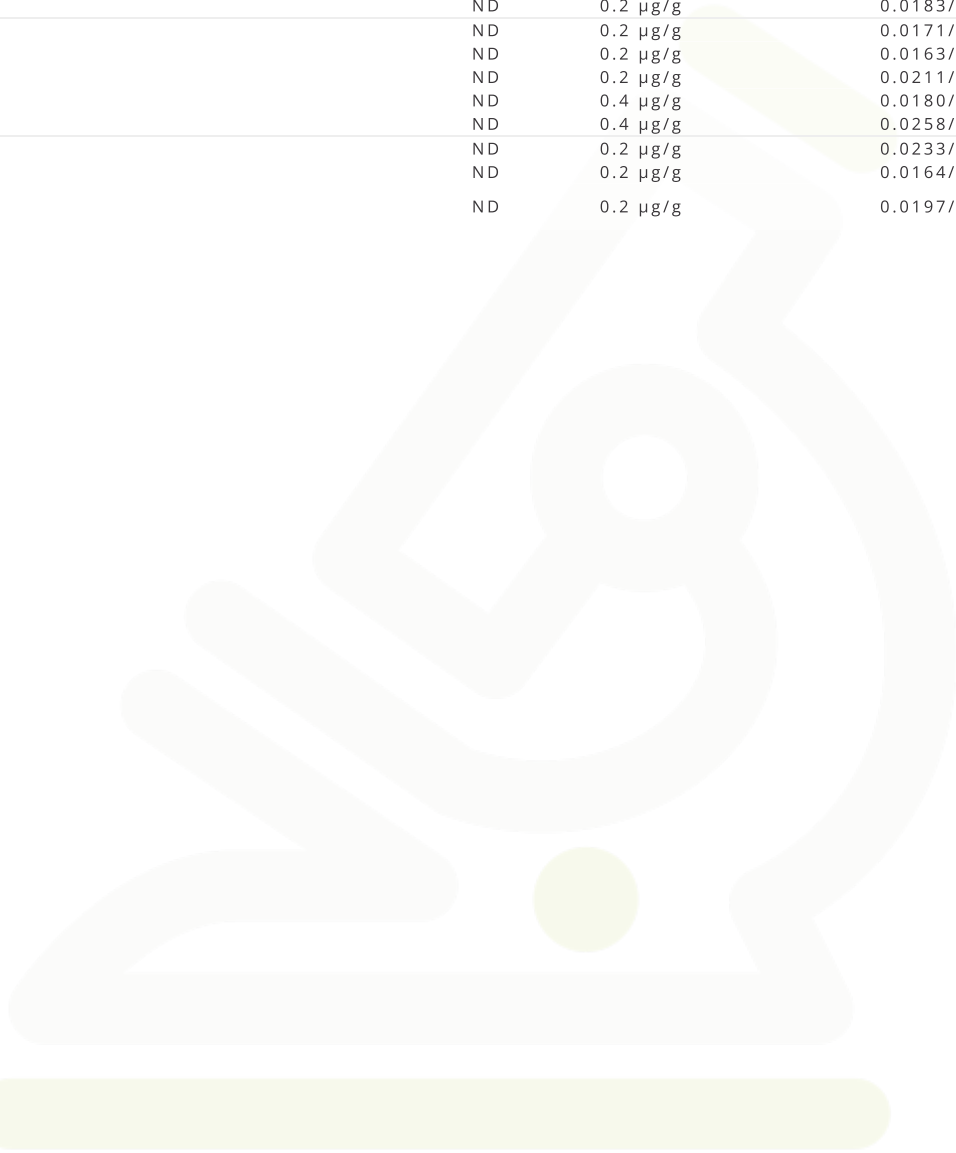 ND 0.2 µg/g 0.0183/
ND 0.2 µg/g 0.0171/
ND 0.2 µg/g 0.0163/
ND 0.2 µg/g 0.0211/
ND 0.4 µg/g 0.0180/
ND 0.4 µg/g 0.0258/
ND 0.2 µg/g 0.0233/
ND 0.2 µg/g 0.0164/
ND 0.2 µg/g 0.0197/